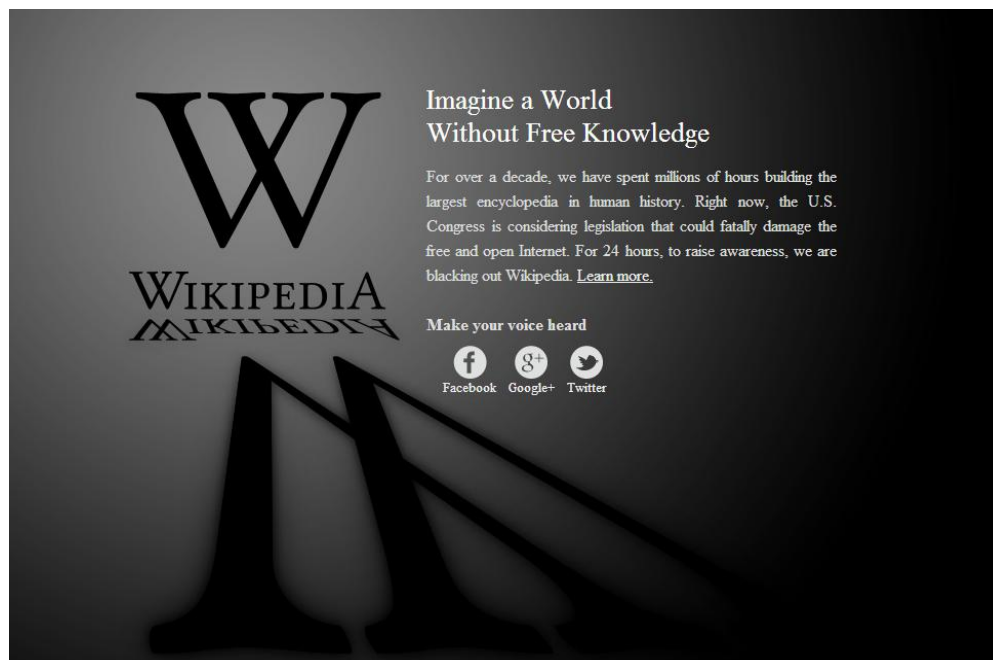 W
WIKIPEDIA
Imagine a World
Without Free Knowledge
For over a decade, we have spent millions of hours building the
largest encyclopedia in human history. Right now, the U.S.
Congress is considering legislation that could fatally damage the
free and open Internet. For 24 hours, to raise awareness, we are
blacking out Wikipedia. Learn more.
Make your voice heard
f g+
Facebook Google+ Twitter